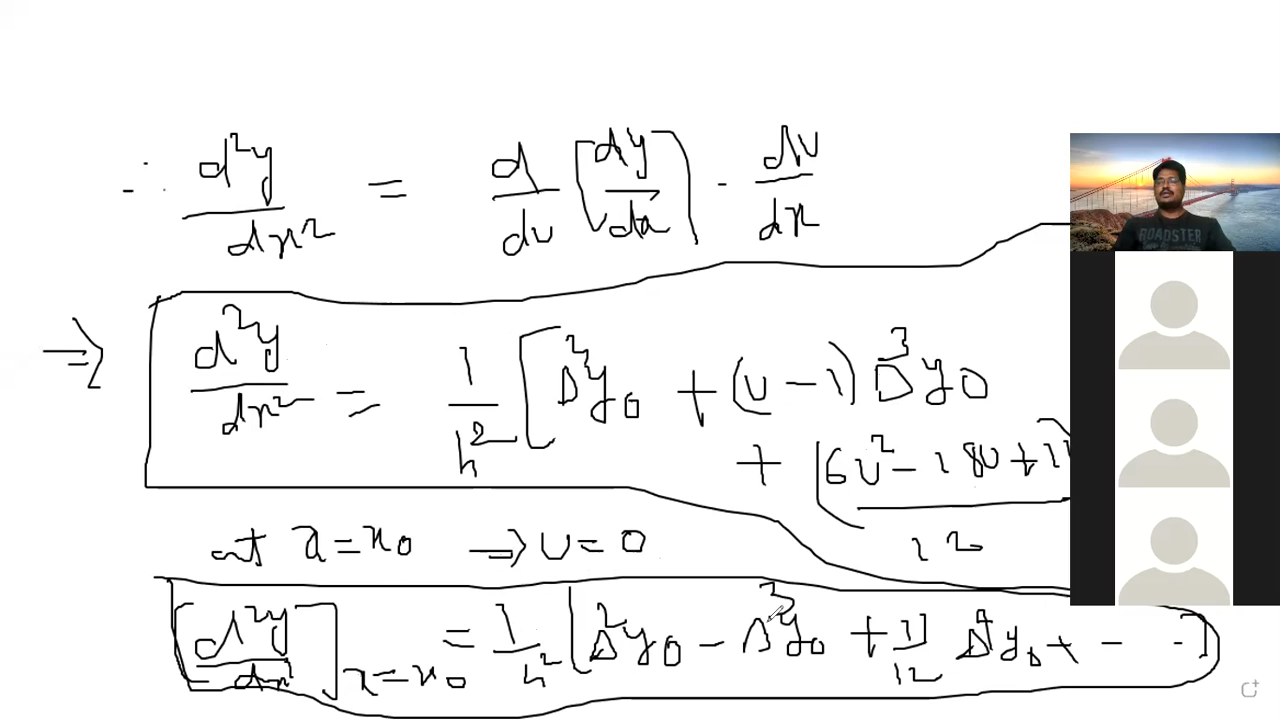 ∴ d²y/dx² = d/du [dy/dx] · du/dx
⇒ d²y/dx² = 1/h² [Δ²y₀ + (u − 1) Δ³y₀
+ (6u² − 18u + 11)/12
at x = x₀ ⇒ u = 0
[d²y/dx²] x = x₀ = 1/h² [Δ²y₀ − Δ³y₀ + 11/12 Δ⁴y₀ + − −]
ROADSTER